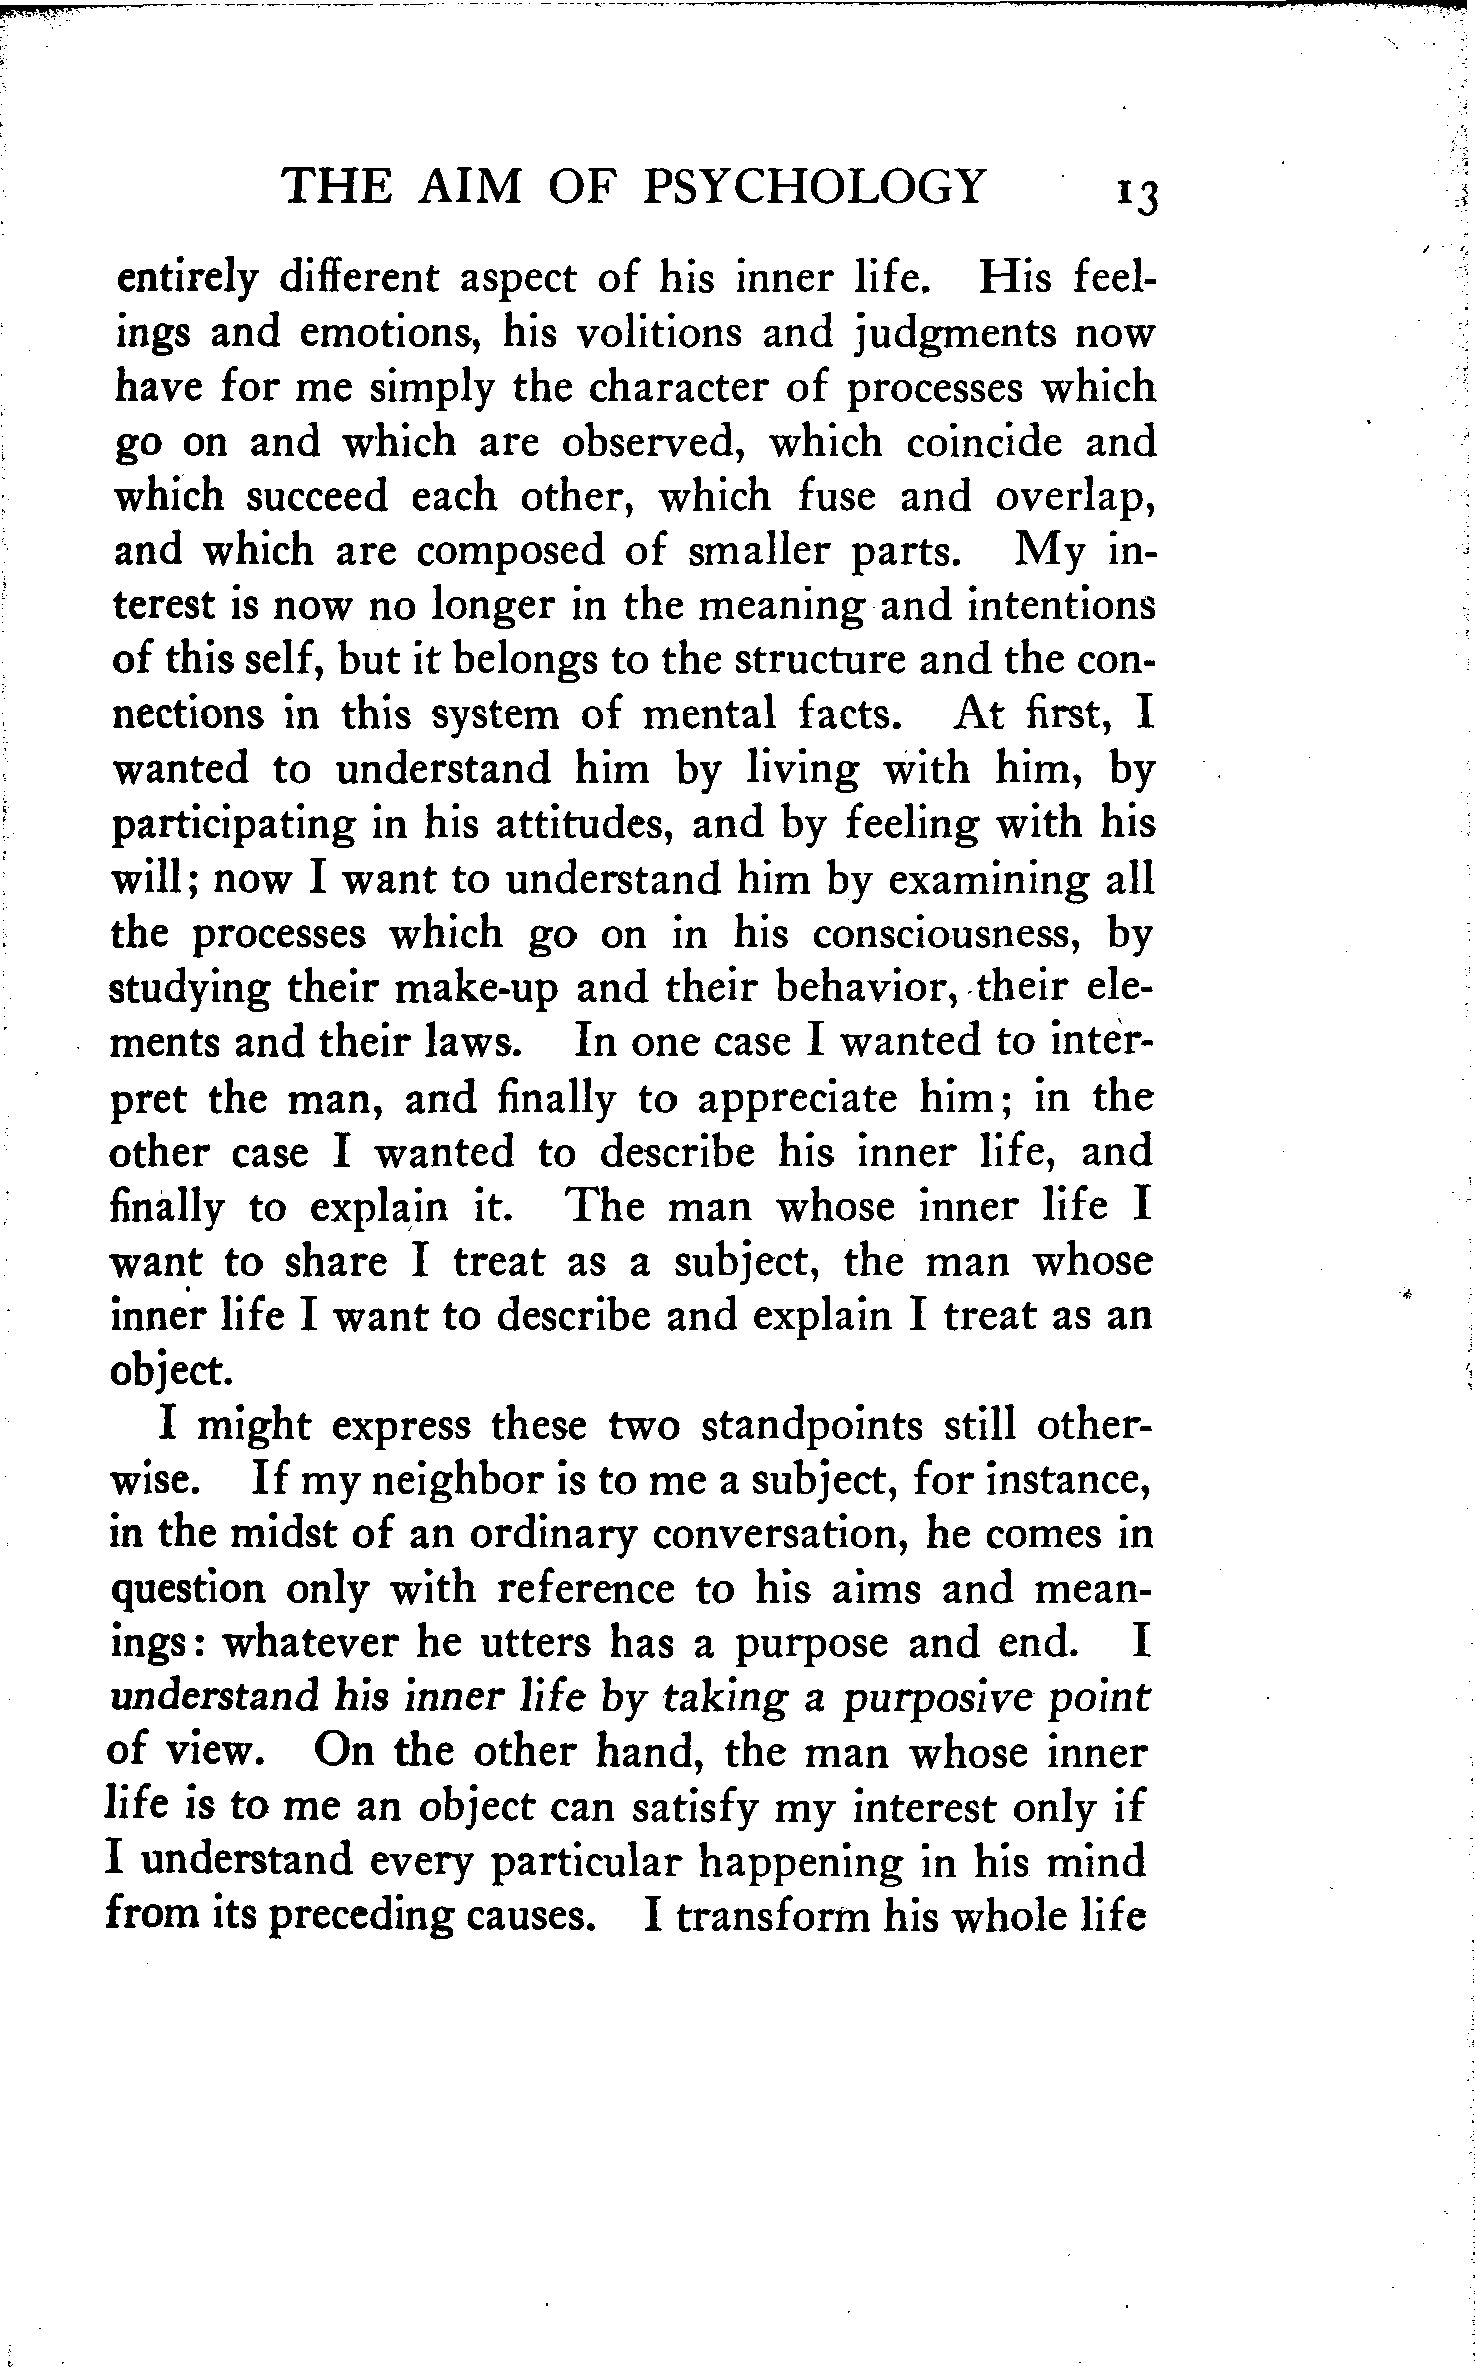 THE AIM OF PSYCHOLOGY 13
entirely different aspect of his inner life. His feel-
ings and emotions, his volitions and judgments now
have for me simply the character of processes which
go on and which are observed, which coincide and
which succeed each other, which fuse and overlap,
and which are composed of smaller parts. My in-
terest is now no longer in the meaning and intentions
of this self, but it belongs to the structure and the con-
nections in this system of mental facts. At first, I
wanted to understand him by living with him, by
participating in his attitudes, and by feeling with his
will; now I want to understand him by examining all
the processes which go on in his consciousness, by
studying their make-up and their behavior, their ele-
ments and their laws. In one case I wanted to inter-
pret the man, and finally to appreciate him; in the
other case I wanted to describe his inner life, and
finally to explain it. The man whose inner life I
want to share I treat as a subject, the man whose
inner life I want to describe and explain I treat as an
object.
I might express these two standpoints still other-
wise. If my neighbor is to me a subject, for instance,
in the midst of an ordinary conversation, he comes in
question only with reference to his aims and mean-
ings: whatever he utters has a purpose and end. I
understand his inner life by taking a purposive point
of view. On the other hand, the man whose inner
life is to me an object can satisfy my interest only if
I understand every particular happening in his mind
from its preceding causes. I transform his whole life